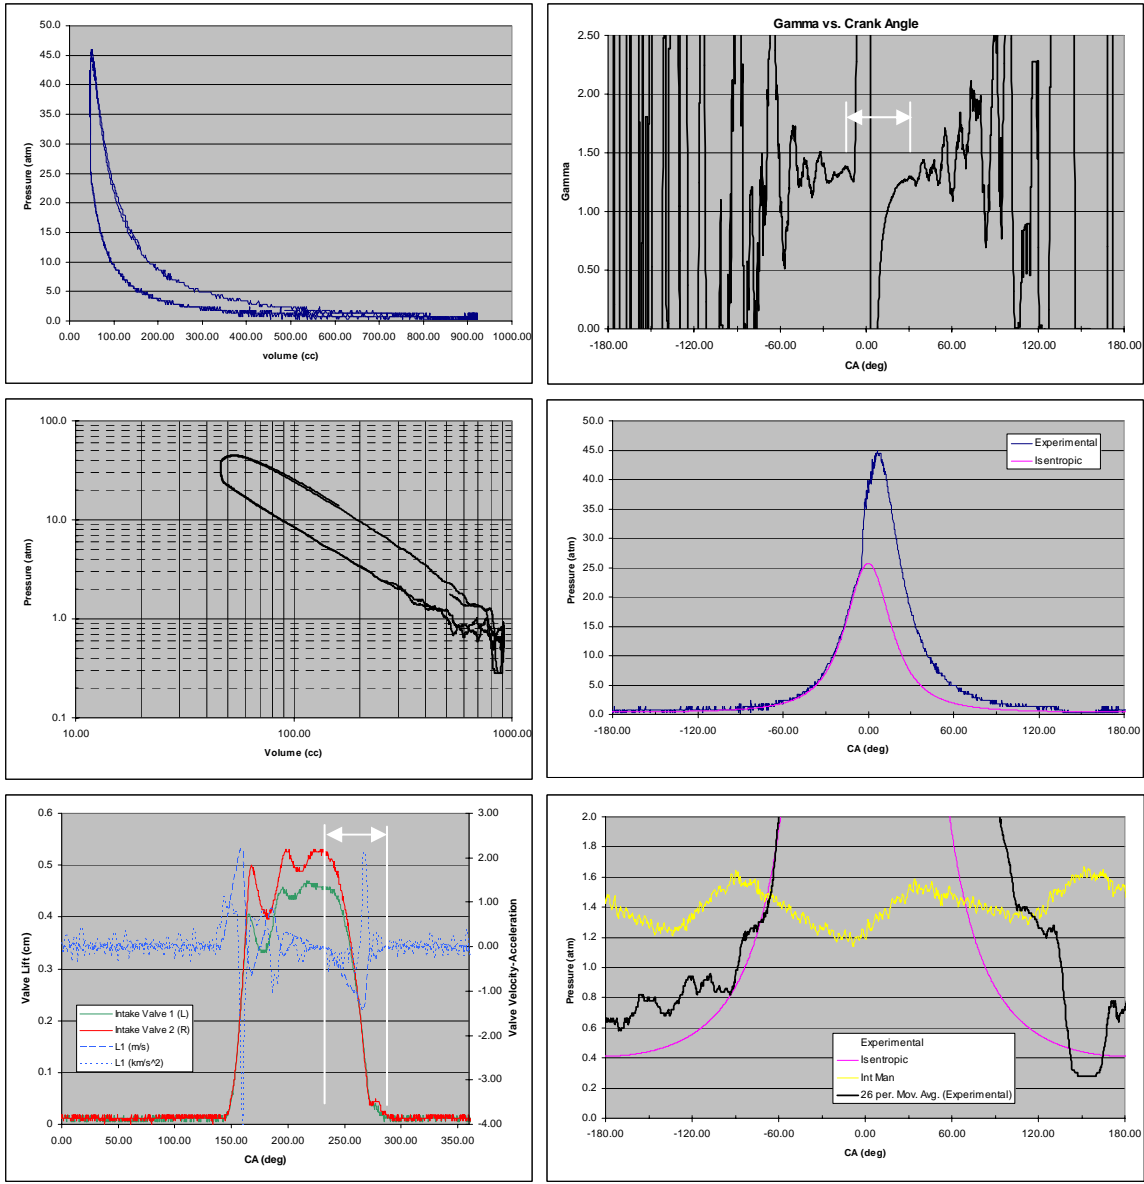 50.0
45.0
40.0
35.0
30.0
25.0
20.0
15.0
10.0
5.0
0.0
Pressure (atm)
0.00 100.00 200.00 300.00 400.00 500.00 600.00 700.00 800.00 900.00 1000.00
volume (cc)
Gamma vs. Crank Angle
2.50
2.00
1.50
1.00
0.50
0.00
Gamma
-180.00 -120.00 -60.00 0.00 60.00 120.00 180.00
CA (deg)
100.0
10.0
1.0
0.1
Pressure (atm)
10.00 100.00 1000.00
Volume (cc)
50.0
45.0
40.0
35.0
30.0
25.0
20.0
15.0
10.0
5.0
0.0
Pressure (atm)
Experimental
Isentropic
-180.00 -120.00 -60.00 0.00 60.00 120.00 180.00
CA (deg)
0.6
0.5
0.4
0.3
0.2
0.1
0
Valve Lift (cm)
3.00
2.00
1.00
0.00
-1.00
-2.00
-3.00
-4.00
Valve Velocity-Acceleration
Intake Valve 1 (L)
Intake Valve 2 (R)
L1 (m/s)
L1 (km/s^2)
0.00 50.00 100.00 150.00 200.00 250.00 300.00 350.00
CA (deg)
2.0
1.8
1.6
1.4
1.2
1.0
0.8
0.6
0.4
0.2
0.0
Pressure (atm)
Experimental
Isentropic
Int Man
26 per. Mov. Avg. (Experimental)
-180.00 -120.00 -60.00 0.00 60.00 120.00 180.00
CA (deg)